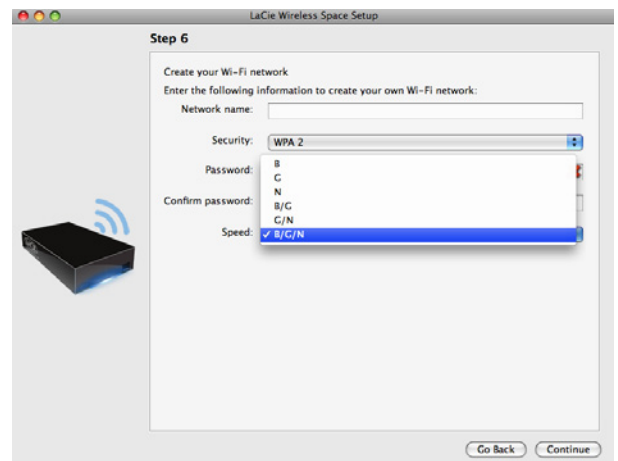 LaCie Wireless Space Setup
Step 6
Create your Wi-Fi network
Enter the following information to create your own Wi-Fi network:
Network name:
Security: WPA 2
Password:
B
G
N
Confirm password:
B/G
G/N
Speed: ✓ B/G/N
Go Back Continue